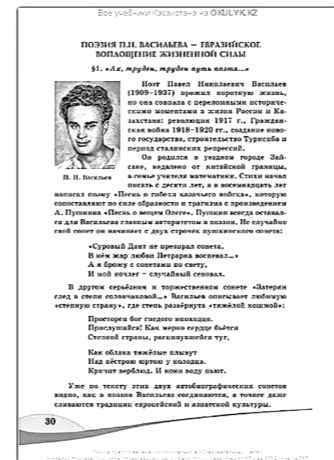 Все учебники Казахстана на OKULYK.KZ
ПОЭЗИЯ П.Н. ВАСИЛЬЕВА – ЕВРАЗИЙСКОЕ
ВОПЛОЩЕНИЕ ЖИЗНЕННОЙ СИЛЫ
§1. «Ах, труден, труден путь поэта...»
Поэт Павел Николаевич Васильев
(1909–1937) прожил короткую жизнь,
но она совпала с переломными историче-
скими моментами в жизни России и Ка-
захстана: революция 1917 г., Граждан-
ская война 1918–1920 гг., создание ново-
го государства, строительство Турксиба и
период сталинских репрессий.
Он родился в уездном городе Зай-
сане, недалеко от китайской границы,
в семье учителя математики. Стихи начал
писать с десяти лет, а в восемнадцать лет
П. Н. Васильев
написал поэму «Песнь о гибели казачьего войска», которую
сопоставляют по силе образности и трагизма с произведением
А. Пушкина «Песнь о вещем Олеге». Пушкин всегда оставал-
ся для Васильева главным авторитетом в поэзии. Не случайно
свой сонет он начинает с двух строчек пушкинского сонета:
«Суровый Дант не презирал сонета,
В нём жар любви Петрарка воспевал...»
А я брожу с сонетами по свету,
И мой ночлег – случайный сеновал.
В другом серьёзном и торжественном сонете «Затерян
след в степи солончаковой...» Васильев описывает любимую
«степную страну», где степь развёрнута «тяжёлой кошмой»:
Просторен бог гнедого иноходца.
Прислушайся! Как мерно сердце бьётся
Степной страны, раскинувшейся тут,
Как облака тяжёлые плывут
Над пёстрою юртою у колодца.
Кричит верблюд. И кони воду пьют.
Уже по тексту этих двух автобиографических сонетов
видно, как в поэзии Васильева соединяются, а точнее даже
сливаются традиции европейской и азиатской культуры.
30